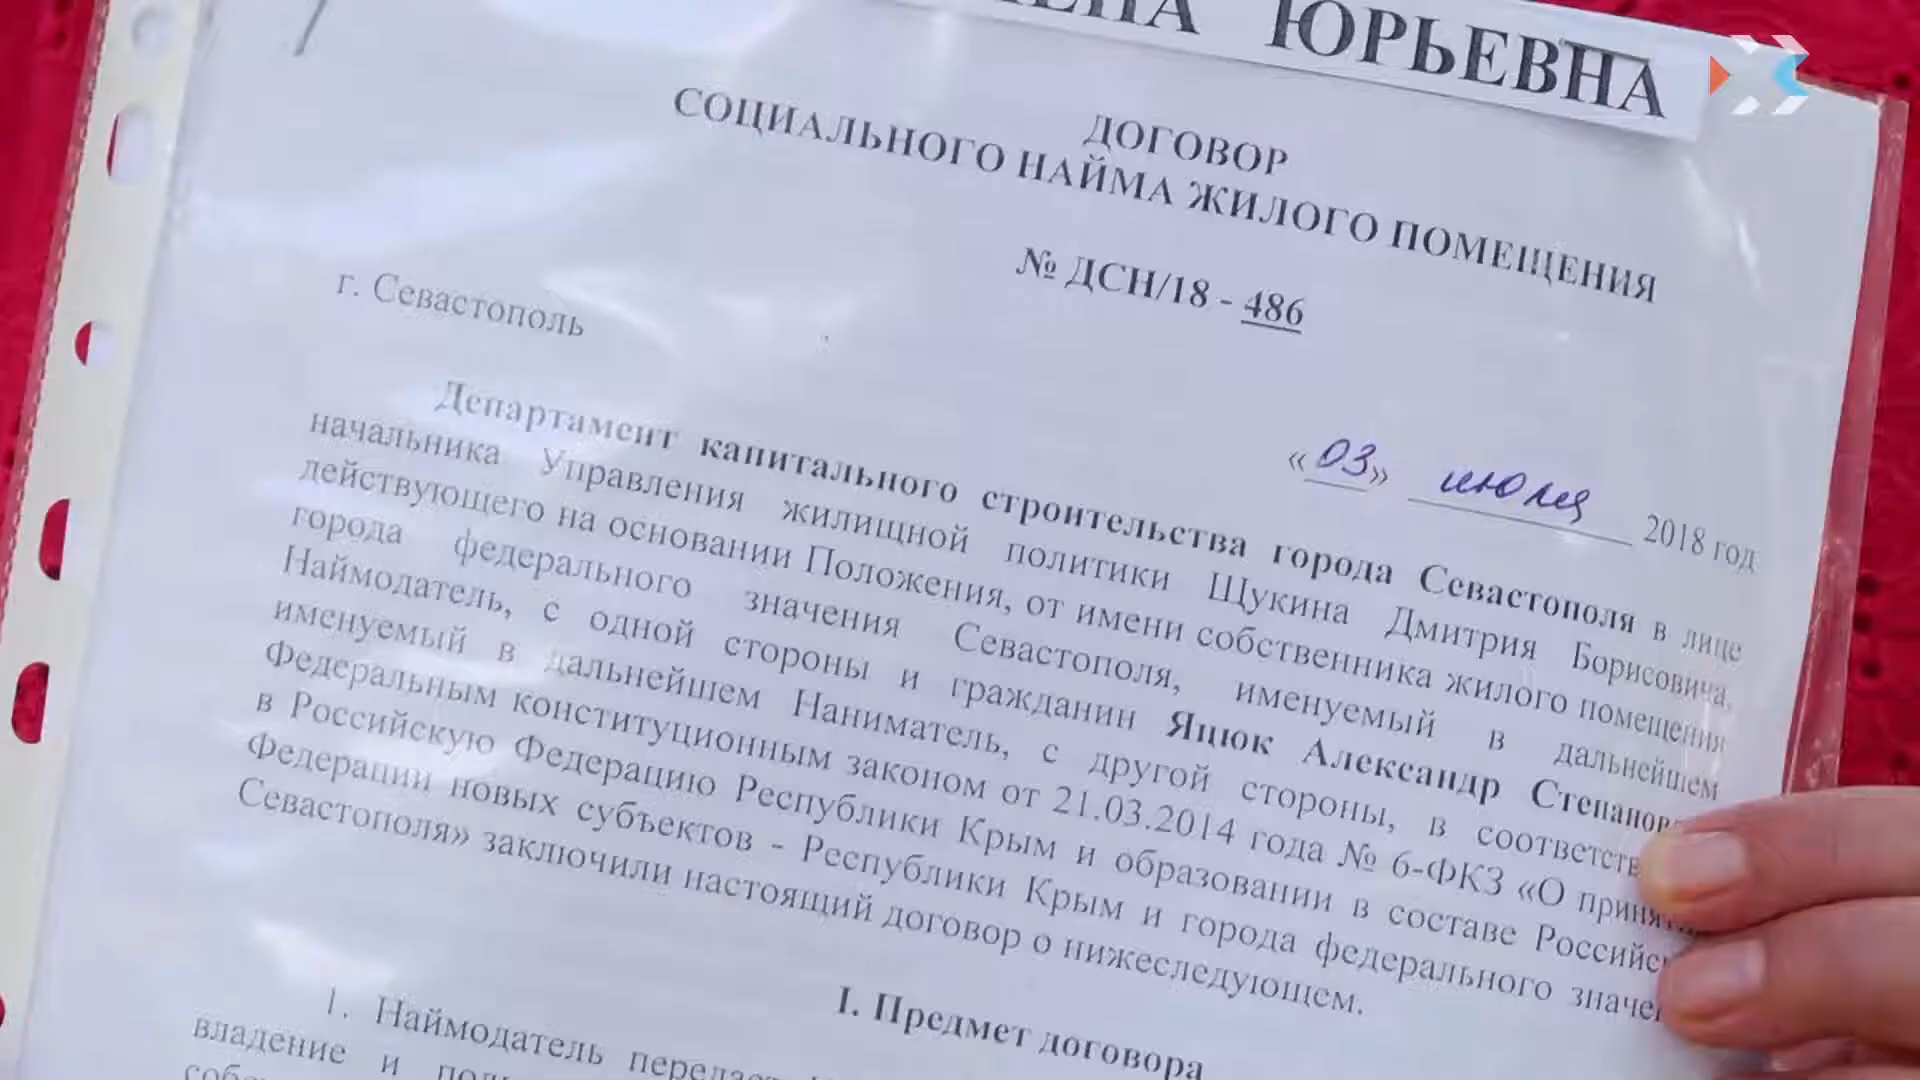 ЮРЬЕВНА
ДОГОВОР
СОЦИАЛЬНОГО НАЙМА ЖИЛОГО ПОМЕЩЕНИЯ
№ ДСН/18 - 486
г. Севастополь
«03» июля 2018 год
Департамент капитального строительства города Севастополя в лице
начальника Управления жилищной политики Щукина Дмитрия Борисовича,
действующего на основании Положения, от имени собственника жилого помещения
города федерального значения Севастополя, именуемый в дальнейшем
Наймодатель, с одной стороны и гражданин Яцюк Александр Степанов
именуемый в дальнейшем Наниматель, с другой стороны, в соответств
Федеральным конституционным законом от 21.03.2014 года № 6-ФКЗ «О принят
в Российскую Федерацию Республики Крым и образовании в составе Российс
Федерации новых субъектов - Республики Крым и города федерального значе
Севастополя» заключили настоящий договор о нижеследующем.
I. Предмет договора
1. Наймодатель передает
владение и